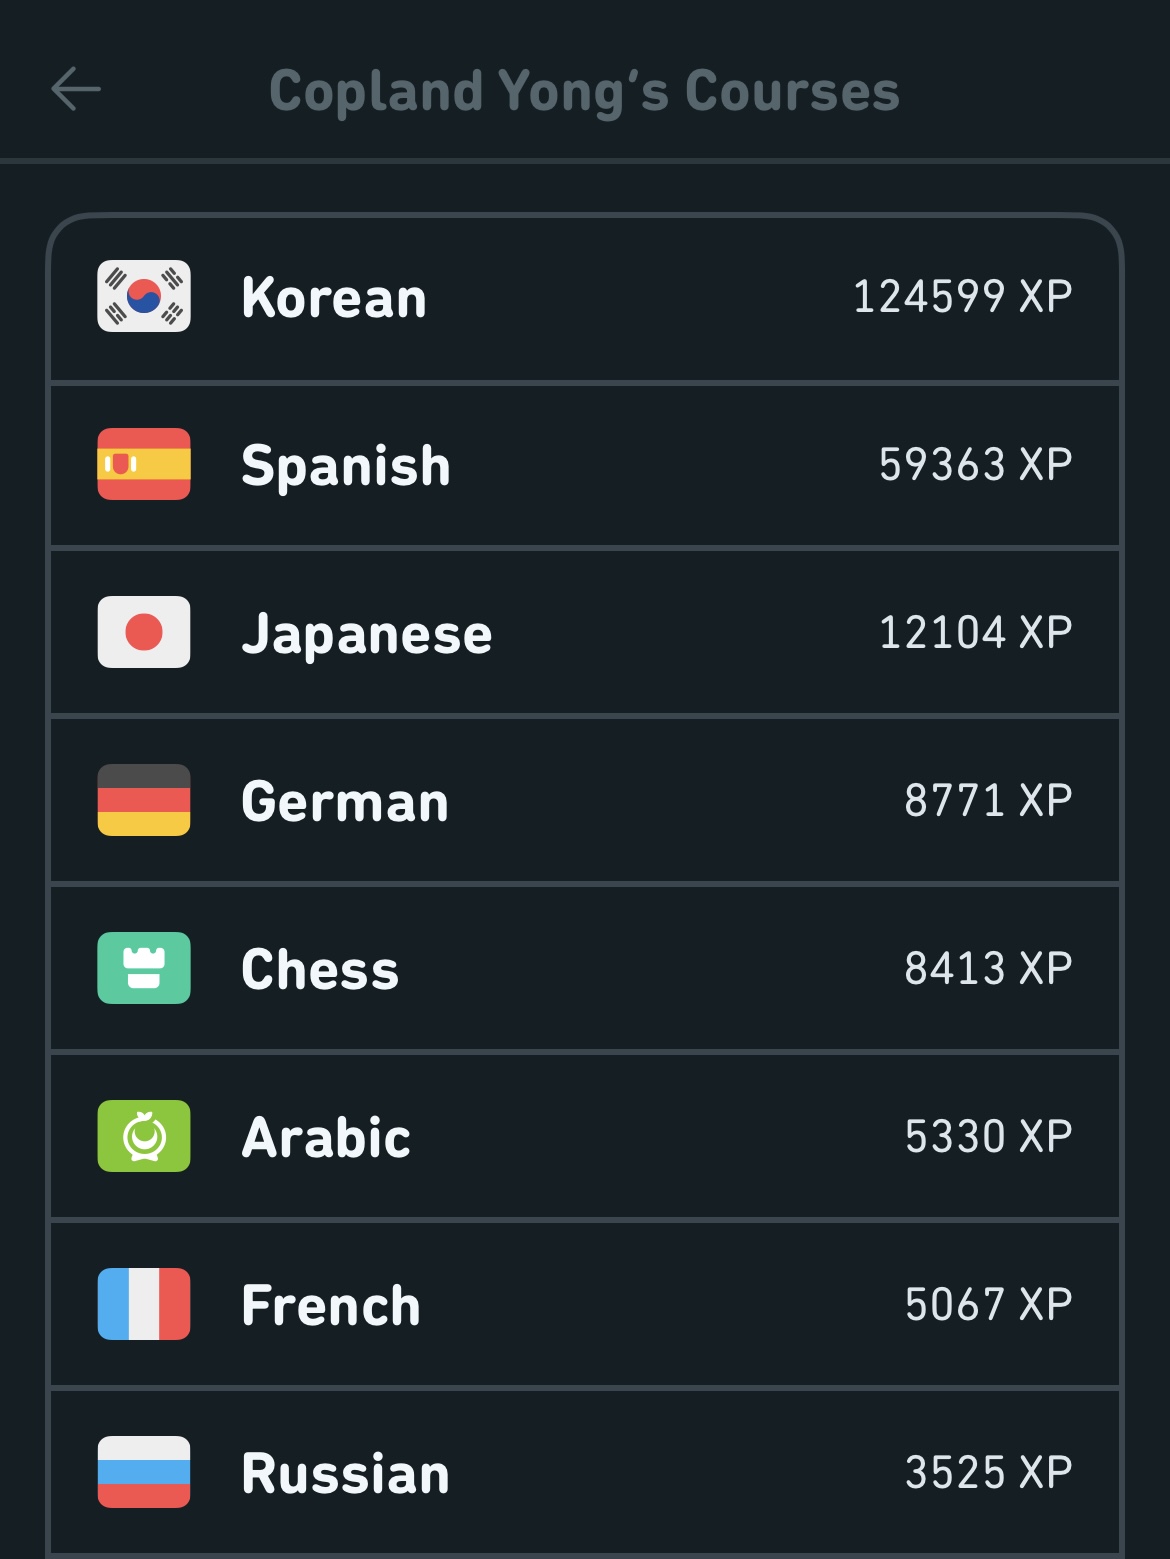 Copland Yong's Courses
Korean 124599 XP
Spanish 59363 XP
Japanese 12104 XP
German 8771 XP
Chess 8413 XP
Arabic 5330 XP
French 5067 XP
Russian 3525 XP